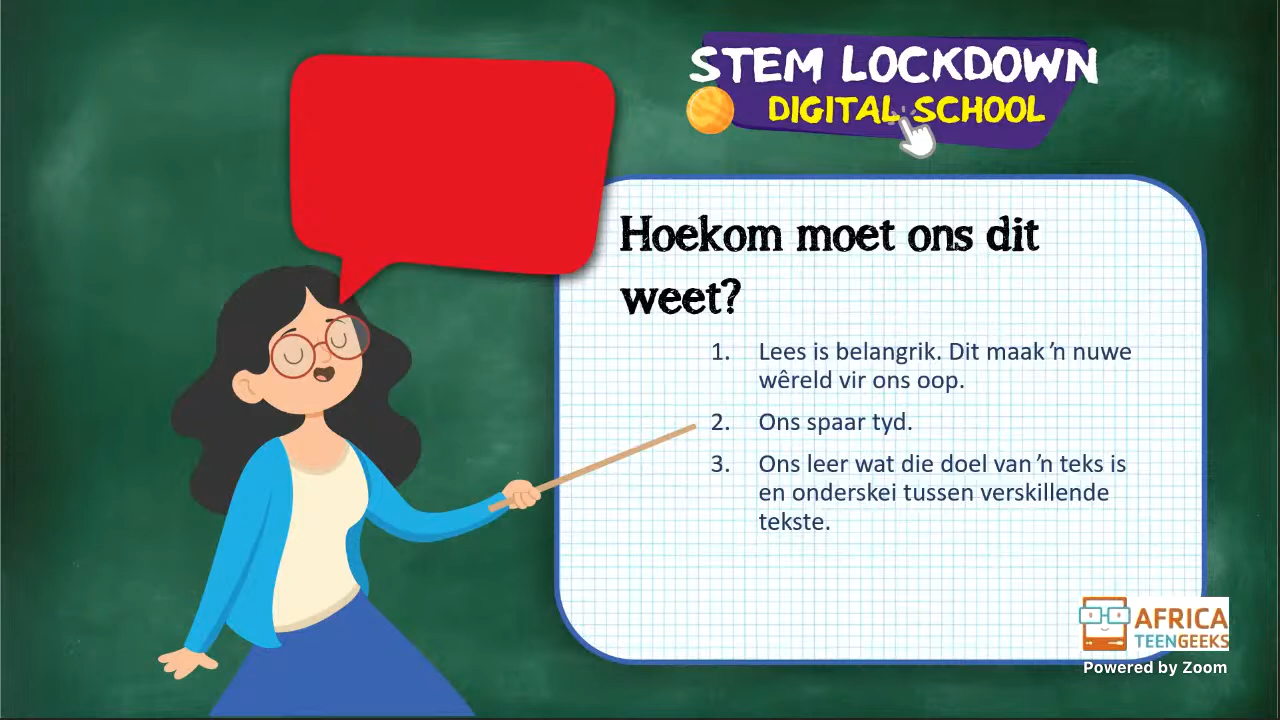 STEM LOCKDOWN
DIGITAL SCHOOL
Hoekom moet ons dit
weet?
1. Lees is belangrik. Dit maak 'n nuwe
wêreld vir ons oop.
2. Ons spaar tyd.
3. Ons leer wat die doel van 'n teks is
en onderskei tussen verskillende
tekste.
AFRICA
TEENGEEKS
Powered by Zoom